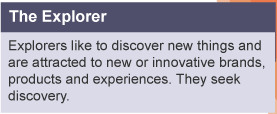 The Explorer
Explorers like to discover new things and
are attracted to new or innovative brands,
products and experiences. They seek
discovery.